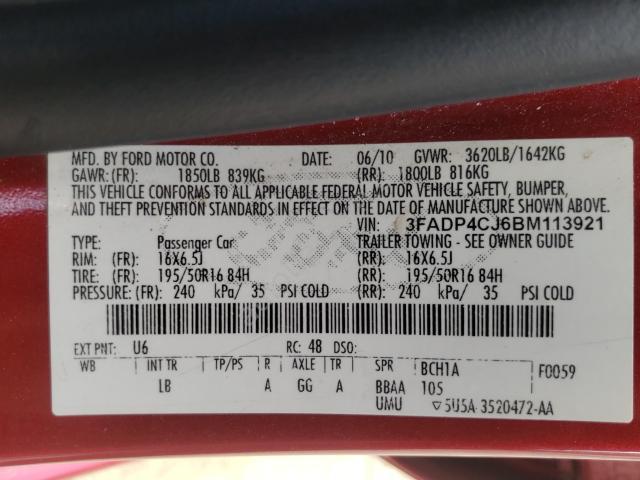 MFD. BY FORD MOTOR CO. DATE: 06/10 GVWR: 3620LB/1642KG
GAWR: (FR): 1850LB 839KG (RR): 1800LB 816KG
THIS VEHICLE CONFORMS TO ALL APPLICABLE FEDERAL MOTOR VEHICLE SAFETY, BUMPER,
AND THEFT PREVENTION STANDARDS IN EFFECT ON THE DATE OF MANUFACTURE SHOWN ABOVE.
VIN: 3FADP4CJ6BM113921
TYPE: Passenger Car TRAILER TOWING - SEE OWNER GUIDE
RIM: (FR): 16X6.5J (RR): 16X6.5J
TIRE: (FR): 195/50R16 84H (RR): 195/50R16 84H
PRESSURE: (FR): 240 kPa/ 35 PSI COLD (RR): 240 kPa/ 35 PSI COLD
EXT PNT: U6 RC: 48 DSO:
WB INT TR TP/PS R AXLE TR SPR BCH1A F0059
LB A GG A BBAA 105
UMU ▽5U5A-3520472-AA